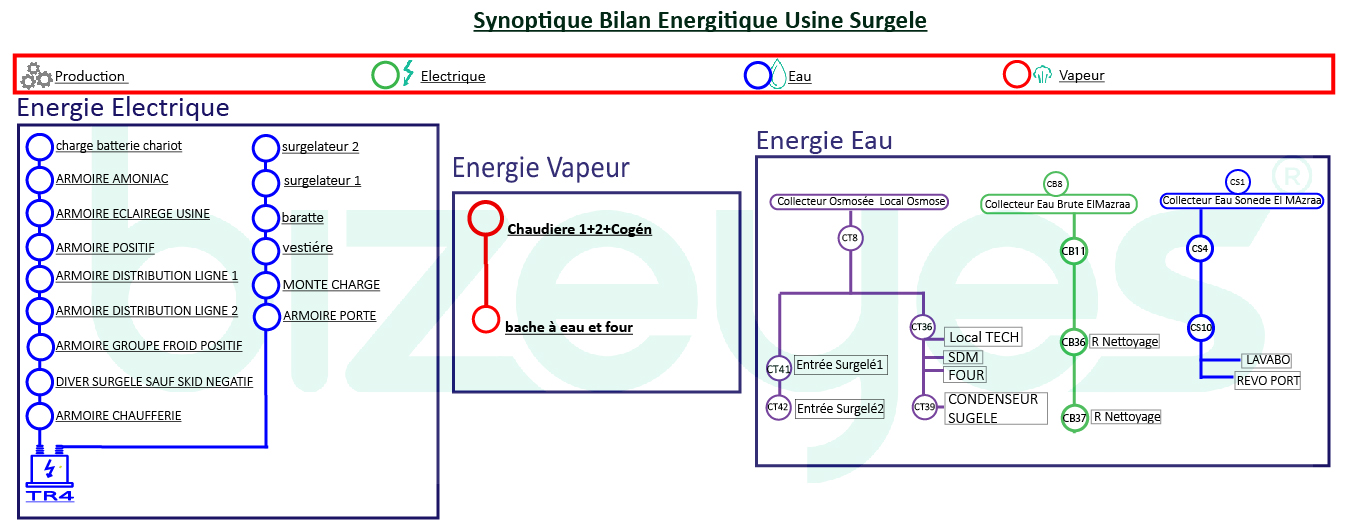 Synoptique Bilan Energitique Usine Surgele
Production
Electrique
Eau
Vapeur
Energie Electrique
charge batterie chariot
ARMOIRE AMONIAC
ARMOIRE ECLAIREGE USINE
ARMOIRE POSITIF
ARMOIRE DISTRIBUTION LIGNE 1
ARMOIRE DISTRIBUTION LIGNE 2
ARMOIRE GROUPE FROID POSITIF
DIVER SURGELE SAUF SKID NEGATIF
ARMOIRE CHAUFFERIE
TR4
surgelateur 2
surgelateur 1
baratte
vestiére
MONTE CHARGE
ARMOIRE PORTE
Energie Vapeur
Chaudiere 1+2+Cogén
bache à eau et four
Energie Eau
Collecteur Osmosée Local Osmose
CT8
CT41
Entrée Surgelé1
CT42
Entrée Surgelé2
CT36
Local TECH
SDM
FOUR
CT39
CONDENSEUR
SUGELE
CB8
Collecteur Eau Brute ElMazraa
CB11
CB36
R Nettoyage
CB37
R Nettoyage
CS1
Collecteur Eau Sonede El MAzraa
CS4
CS10
LAVABO
REVO PORT
bizeyes
®